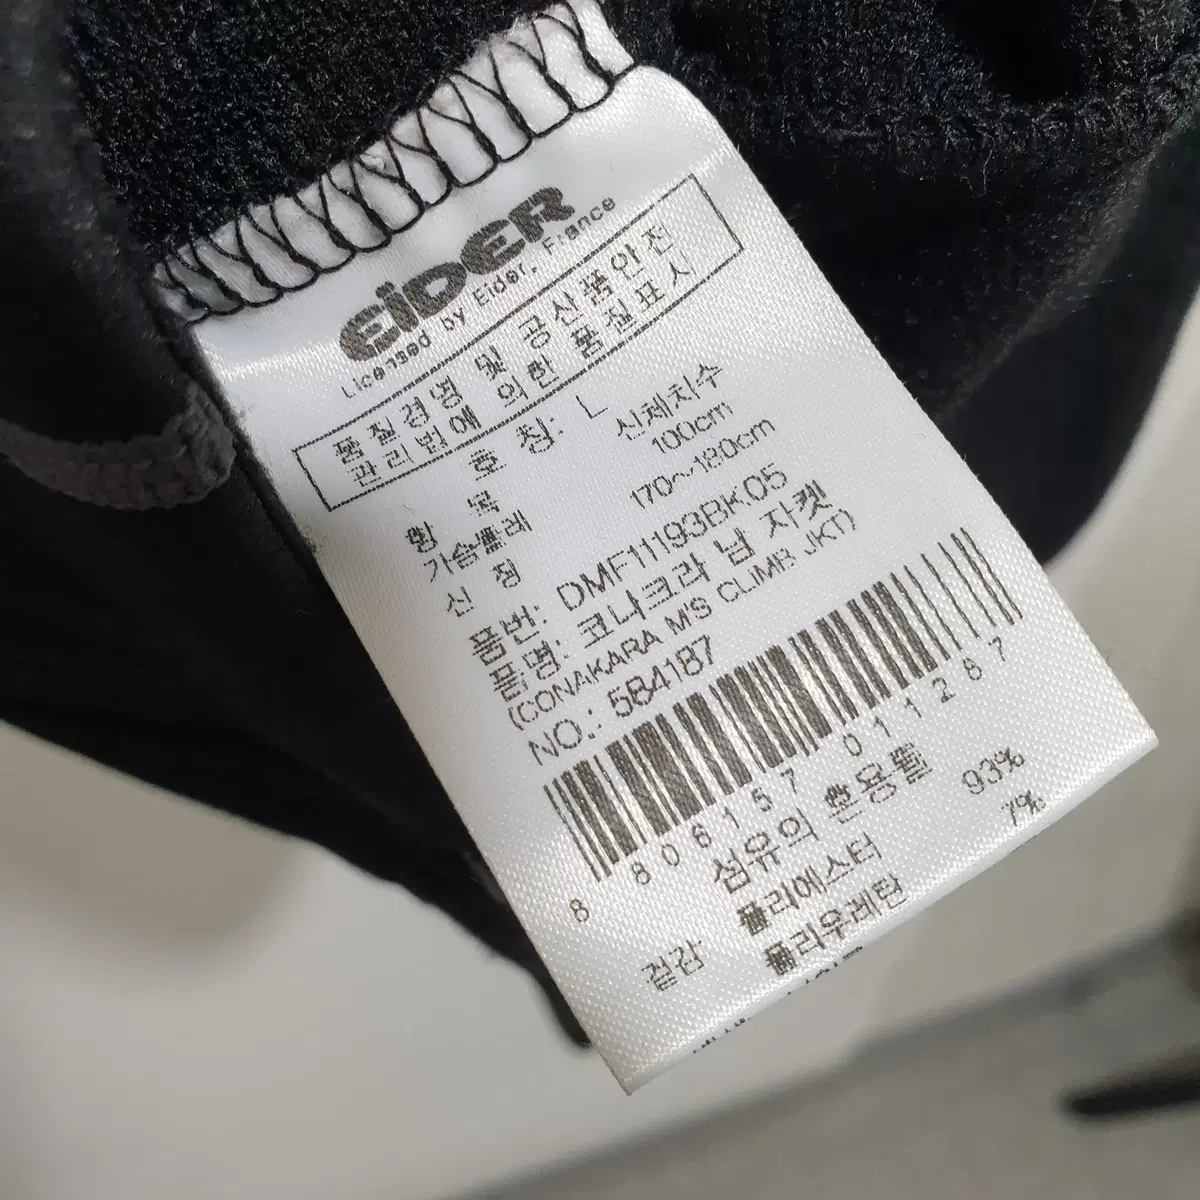 EiDER
Licensed by Eider, France
품질경영 및 공산품안전
관리법에 의한 품질표시
호 칭: L
항 목 신체치수
가슴둘레 100cm
신 장 170~180cm
품번: DMF11193BK05
품명: 코나크라 남 자켓
(CONAKARA M'S CLIMB JKT)
NO.: 584187
8 806157 011287
섬유의 혼용률
겉감 폴리에스터 93%
폴리우레탄 7%